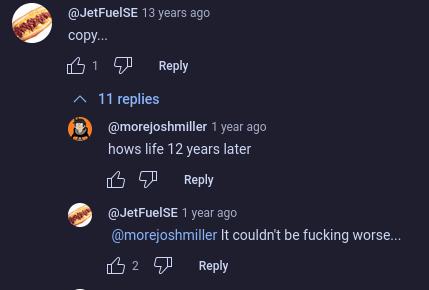 @JetFuelSE 13 years ago
copy...
1 Reply
11 replies
@morejoshmiller 1 year ago
hows life 12 years later
Reply
@JetFuelSE 1 year ago
@morejoshmiller It couldn't be fucking worse...
2 Reply